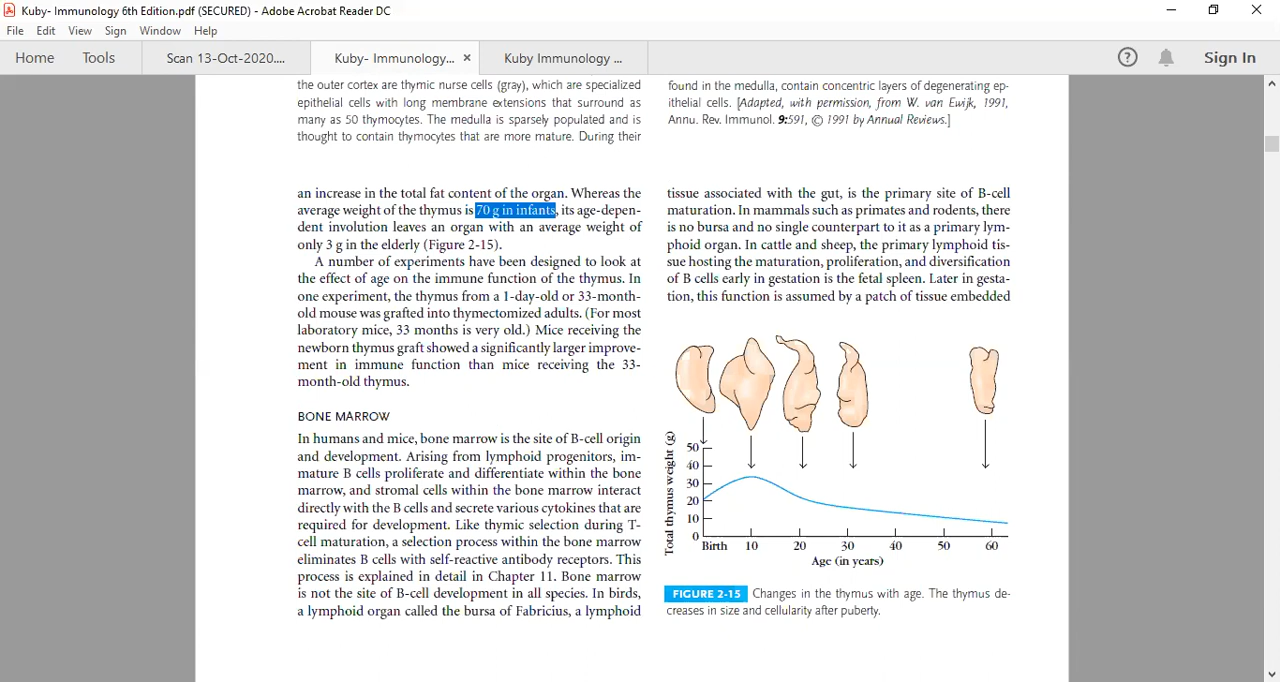 Kuby- Immunology 6th Edition.pdf (SECURED) - Adobe Acrobat Reader DC
File Edit View Sign Window Help
Home Tools Scan 13-Oct-2020.... Kuby- Immunology... × Kuby Immunology ... ? Sign In
the outer cortex are thymic nurse cells (gray), which are specialized
epithelial cells with long membrane extensions that surround as
many as 50 thymocytes. The medulla is sparsely populated and is
thought to contain thymocytes that are more mature. During their
found in the medulla, contain concentric layers of degenerating ep-
ithelial cells. [Adapted, with permission, from W. van Ewijk, 1991,
Annu. Rev. Immunol. 9:591, © 1991 by Annual Reviews.]
an increase in the total fat content of the organ. Whereas the
average weight of the thymus is 70 g in infants, its age-depen-
dent involution leaves an organ with an average weight of
only 3 g in the elderly (Figure 2-15).
A number of experiments have been designed to look at
the effect of age on the immune function of the thymus. In
one experiment, the thymus from a 1-day-old or 33-month-
old mouse was grafted into thymectomized adults. (For most
laboratory mice, 33 months is very old.) Mice receiving the
newborn thymus graft showed a significantly larger improve-
ment in immune function than mice receiving the 33-
month-old thymus.
BONE MARROW
In humans and mice, bone marrow is the site of B-cell origin
and development. Arising from lymphoid progenitors, im-
mature B cells proliferate and differentiate within the bone
marrow, and stromal cells within the bone marrow interact
directly with the B cells and secrete various cytokines that are
required for development. Like thymic selection during T-
cell maturation, a selection process within the bone marrow
eliminates B cells with self-reactive antibody receptors. This
process is explained in detail in Chapter 11. Bone marrow
is not the site of B-cell development in all species. In birds,
a lymphoid organ called the bursa of Fabricius, a lymphoid
tissue associated with the gut, is the primary site of B-cell
maturation. In mammals such as primates and rodents, there
is no bursa and no single counterpart to it as a primary lym-
phoid organ. In cattle and sheep, the primary lymphoid tis-
sue hosting the maturation, proliferation, and diversification
of B cells early in gestation is the fetal spleen. Later in gesta-
tion, this function is assumed by a patch of tissue embedded
Total thymus weight (g)
50
40
30
20
10
0
Birth 10 20 30 40 50 60
Age (in years)
FIGURE 2-15 Changes in the thymus with age. The thymus de-
creases in size and cellularity after puberty.